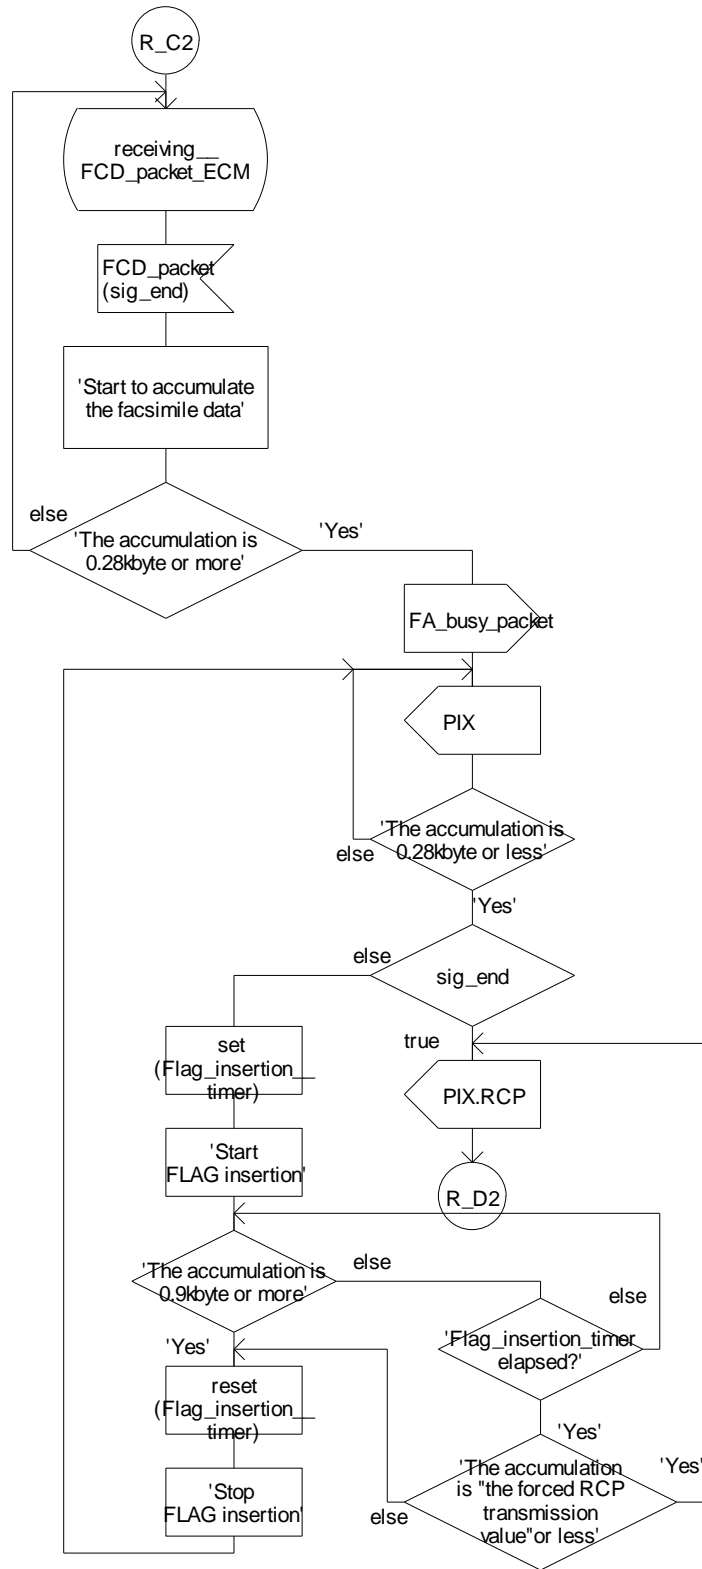 R_C2
receiving__
FCD_packet_ECM
FCD_packet
(sig_end)
'Start to accumulate
the facsimile data'
else
'The accumulation is
0.28kbyte or more'
'Yes'
FA_busy_packet
PIX
'The accumulation is
0.28kbyte or less'
else
'Yes'
else
sig_end
true
set
(Flag_insertion__
timer)
PIX.RCP
'Start
FLAG insertion'
R_D2
'The accumulation is
0.9kbyte or more'
else
else
'Flag_insertion_timer
elapsed?'
'Yes'
reset
(Flag_insertion__
timer)
'Yes'
'The accumulation
is "the forced RCP
transmission
value"or less'
'Yes'
else
'Stop
FLAG insertion'